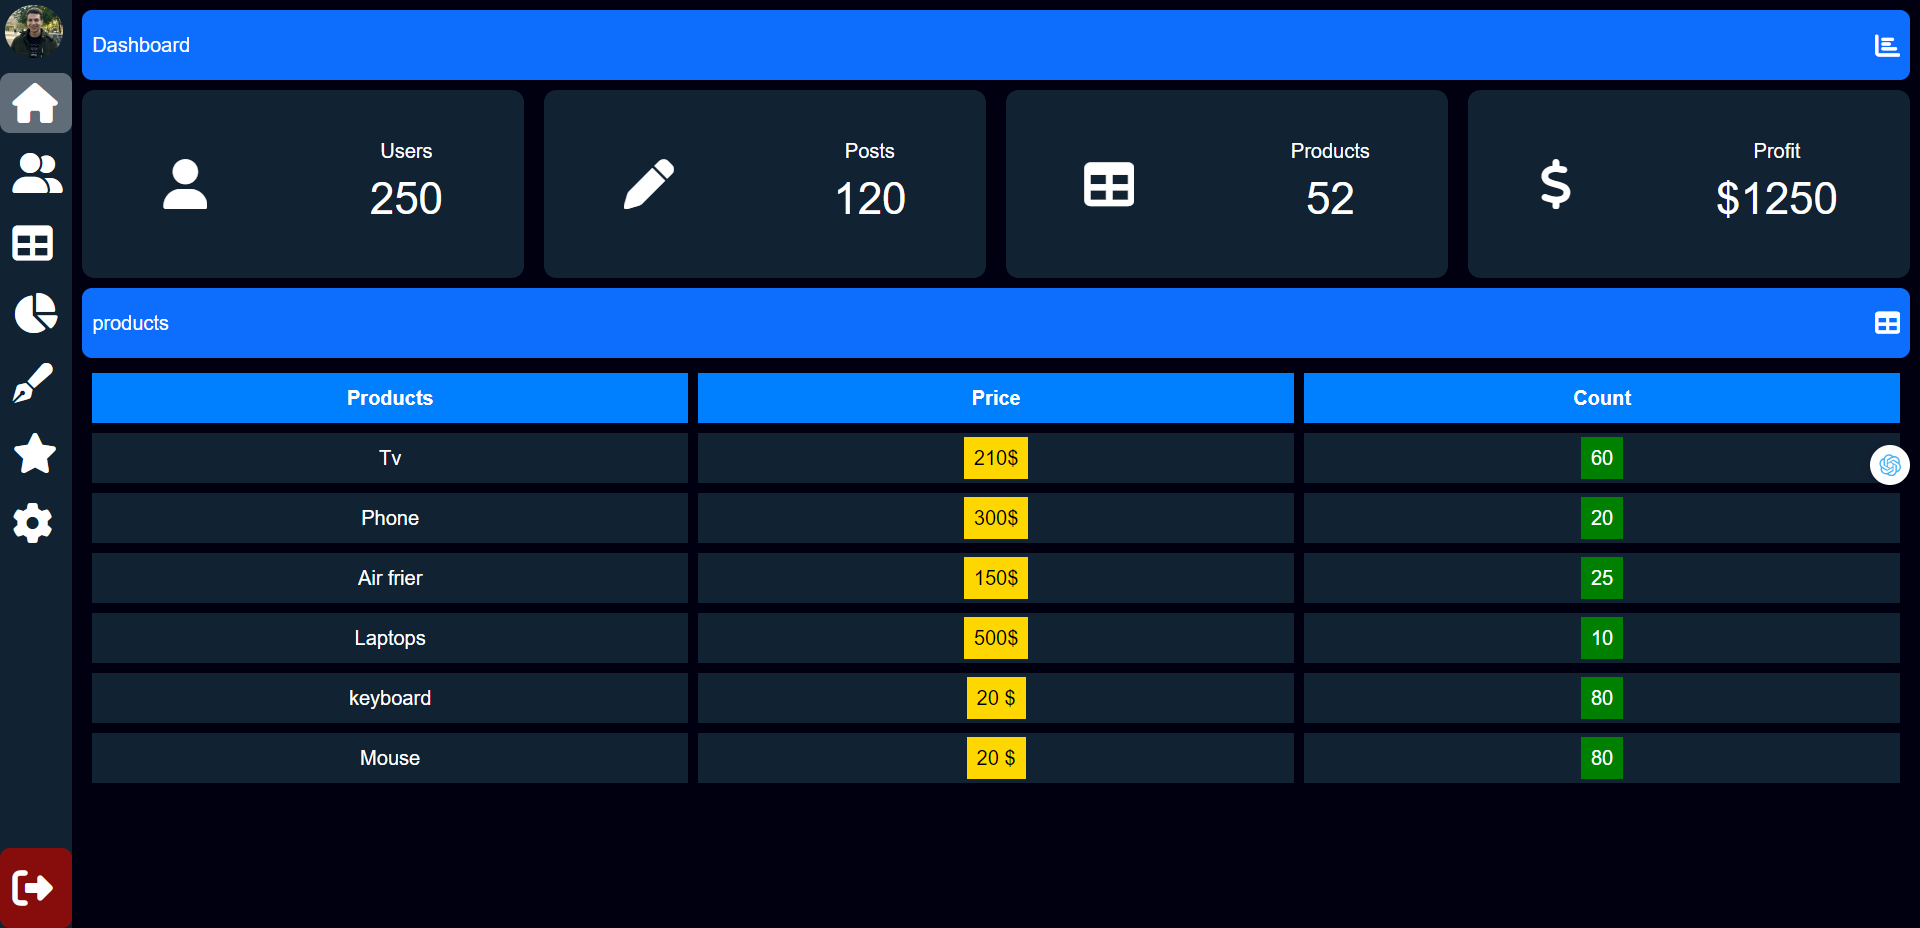 Dashboard
Users
250
Posts
120
Products
52
Profit
$1250
products
Products Price Count
Tv 210$ 60
Phone 300$ 20
Air frier 150$ 25
Laptops 500$ 10
keyboard 20 $ 80
Mouse 20 $ 80